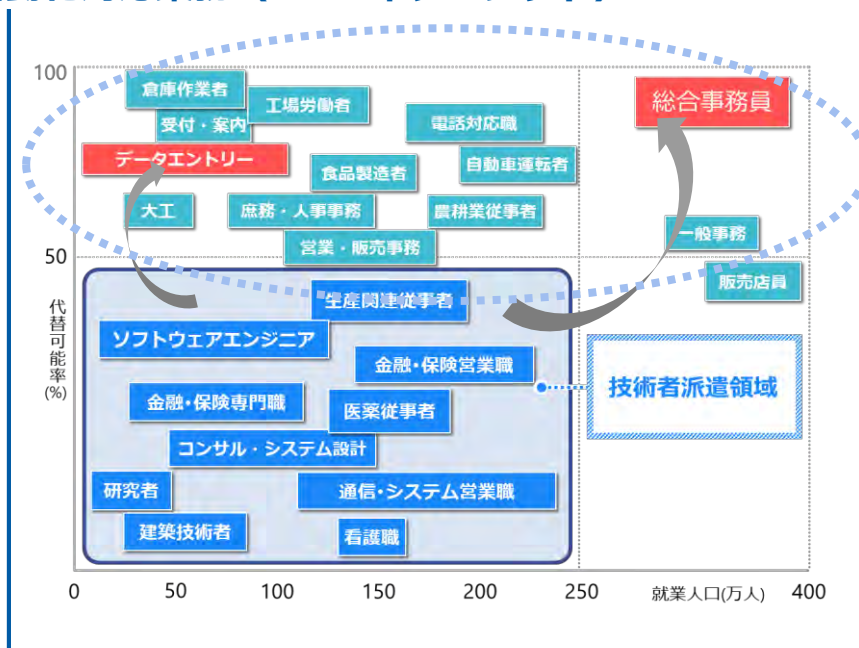 100
倉庫作業者
工場労働者
総合事務員
受付・案内
電話対応職
データエントリー
自動車運転者
食品製造者
大工
庶務・人事事務
農耕業従事者
一般事務
営業・販売事務
50
販売店員
生産関連従事者
代替可能率(%)
ソフトウェアエンジニア
金融・保険営業職
技術者派遣領域
金融・保険専門職
医薬従事者
コンサル・システム設計
研究者
通信・システム営業職
建築技術者
看護職
0 50 100 150 200 250 就業人口(万人) 400